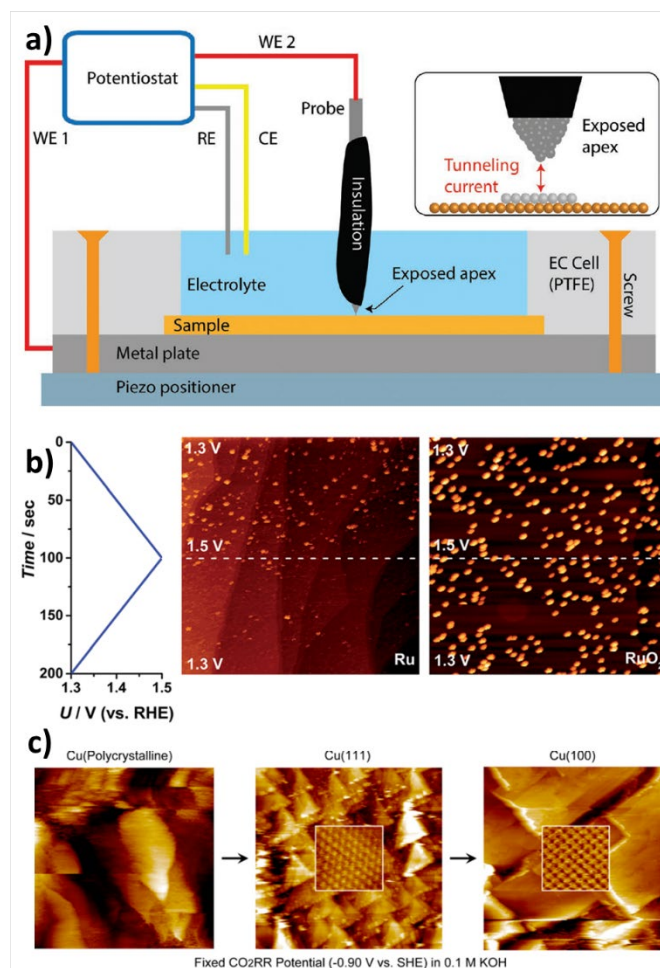 a)
WE 2
Potentiostat
Probe
WE 1
RE
CE
Exposed
apex
Tunneling
current
Insulation
Electrolyte
Exposed apex
EC Cell
(PTFE)
Screw
Sample
Metal plate
Piezo positioner
b)
0
50
100
150
200
Time / sec
1.3
1.4
1.5
U / V (vs. RHE)
1.3 V
1.5 V
1.3 V
Ru
1.3 V
1.5 V
1.3 V
RuO2
c)
Cu(Polycrystalline)
Cu(111)
Cu(100)
Fixed CO2RR Potential (-0.90 V vs. SHE) in 0.1 M KOH